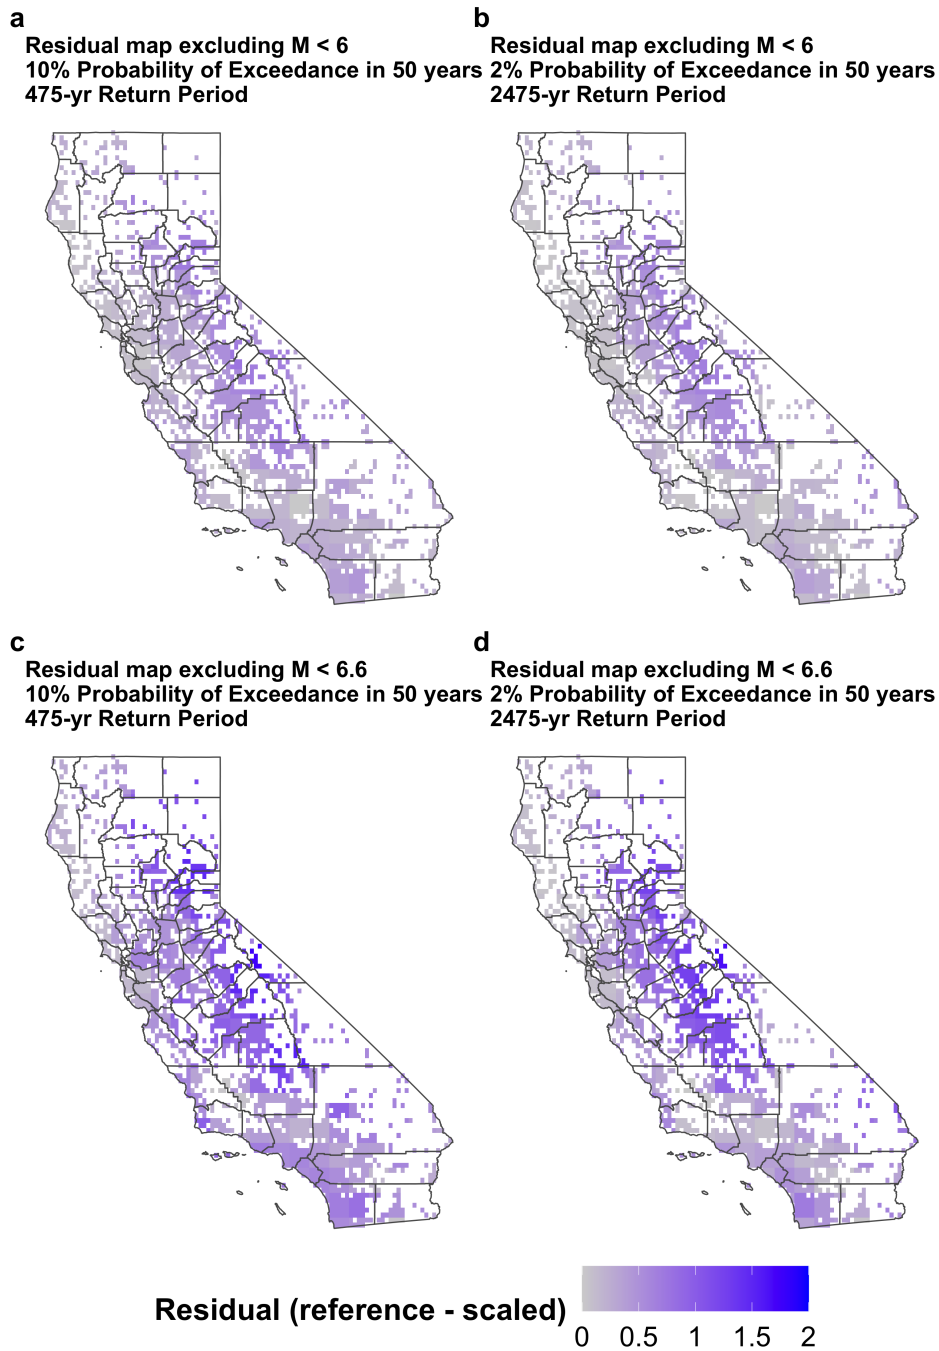 a
Residual map excluding M < 6
10% Probability of Exceedance in 50 years
475-yr Return Period
b
Residual map excluding M < 6
2% Probability of Exceedance in 50 years
2475-yr Return Period
c
Residual map excluding M < 6.6
10% Probability of Exceedance in 50 years
475-yr Return Period
d
Residual map excluding M < 6.6
2% Probability of Exceedance in 50 years
2475-yr Return Period
Residual (reference - scaled)
0 0.5 1 1.5 2